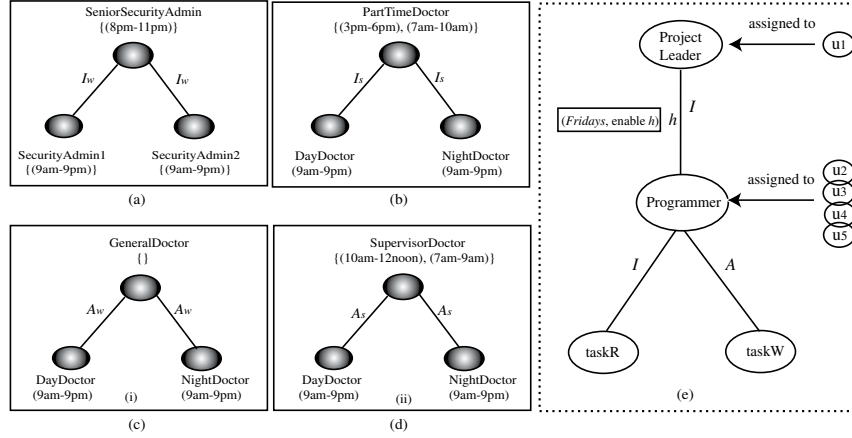 SeniorSecurityAdmin
{(8pm-11pm)}
Iw
Iw
SecurityAdmin1
{(9am-9pm)}
SecurityAdmin2
{(9am-9pm)}
(a)
PartTimeDoctor
{(3pm-6pm), (7am-10am)}
Is
Is
DayDoctor
(9am-9pm)
NightDoctor
(9am-9pm)
(b)
GeneralDoctor
{}
Aw
Aw
DayDoctor
(9am-9pm)
(i)
NightDoctor
(9am-9pm)
(c)
SupervisorDoctor
{(10am-12noon), (7am-9am)}
As
As
DayDoctor
(9am-9pm)
(ii)
NightDoctor
(9am-9pm)
(d)
Project
Leader
assigned to
u1
(Fridays, enable h)
h
I
Programmer
assigned to
u2
u3
u4
u5
I
A
taskR
taskW
(e)